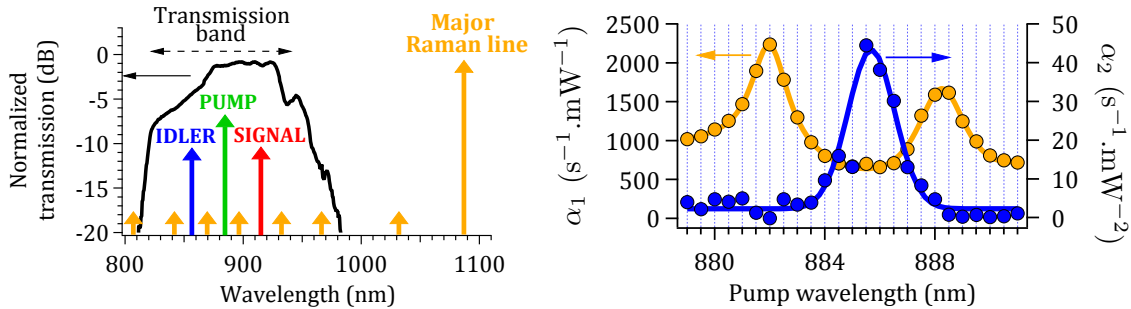 Transmission
band
Major
Raman line
PUMP
IDLER
SIGNAL
Normalized
transmission (dB)
0
-5
-10
-15
-20
800
900
1000
1100
Wavelength (nm)
α₁ (s⁻¹.mW⁻¹)
2500
2000
1500
1000
500
0
880
884
888
Pump wavelength (nm)
50
40
30
20
10
0
α₂ (s⁻¹.mW⁻²)